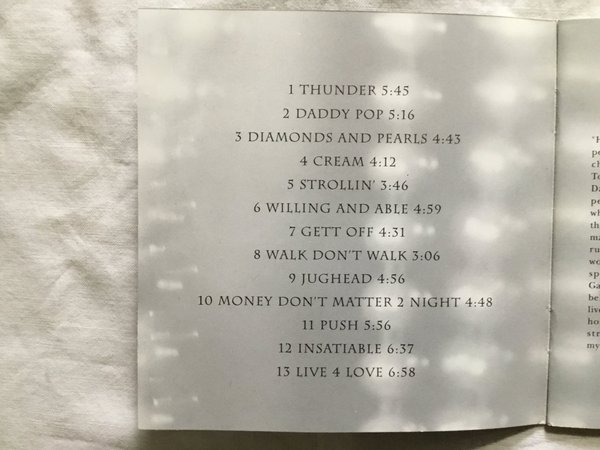 1 THUNDER 5:45
2 DADDY POP 5:16
3 DIAMONDS AND PEARLS 4:43
4 CREAM 4:12
5 STROLLIN' 3:46
6 WILLING AND ABLE 4:59
7 GETT OFF 4:31
8 WALK DON'T WALK 3:06
9 JUGHEAD 4:56
10 MONEY DON'T MATTER 2 NIGHT 4:48
11 PUSH 5:56
12 INSATIABLE 6:37
13 LIVE 4 LOVE 6:58